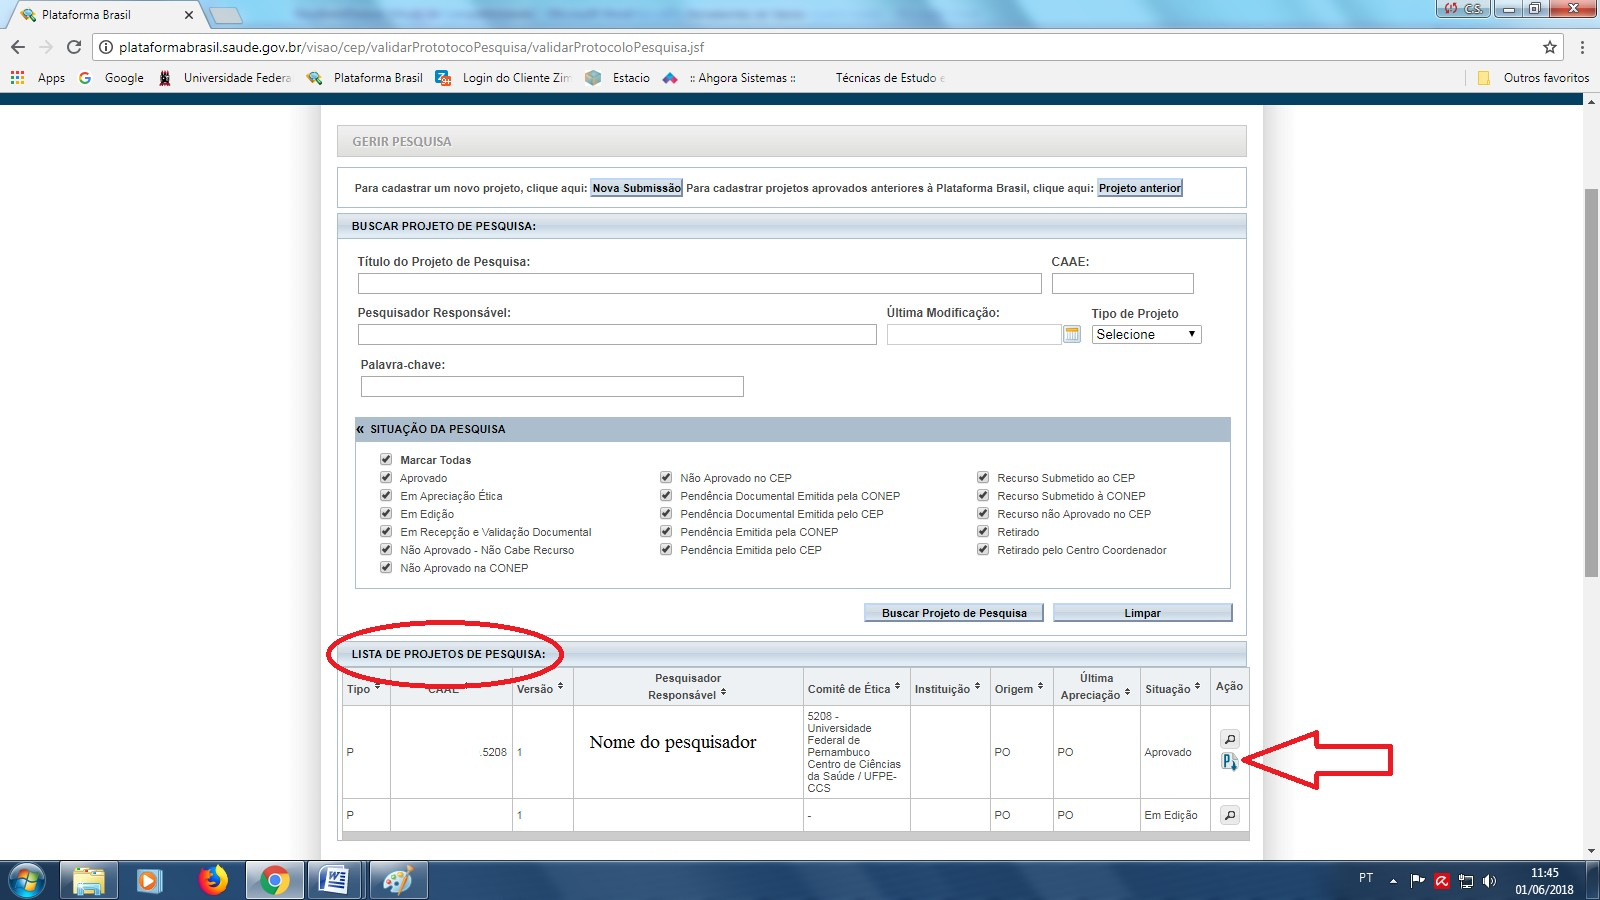 Plataforma Brasil
C.S.
plataformabrasil.saude.gov.br/visao/cep/validarPrototocoPesquisa/validarProtocoloPesquisa.jsf
Apps Google Universidade Federa Plataforma Brasil Login do Cliente Zim Estacio :: Ahgora Sistemas :: Técnicas de Estudo e Outros favoritos
GERIR PESQUISA
Para cadastrar um novo projeto, clique aqui: Nova Submissão Para cadastrar projetos aprovados anteriores à Plataforma Brasil, clique aqui: Projeto anterior
BUSCAR PROJETO DE PESQUISA:
Título do Projeto de Pesquisa: CAAE:
Pesquisador Responsável: Última Modificação: Tipo de Projeto
Selecione
Palavra-chave:
« SITUAÇÃO DA PESQUISA
Marcar Todas
Aprovado Não Aprovado no CEP Recurso Submetido ao CEP
Em Apreciação Ética Pendência Documental Emitida pela CONEP Recurso Submetido à CONEP
Em Edição Pendência Documental Emitida pelo CEP Recurso não Aprovado no CEP
Em Recepção e Validação Documental Pendência Emitida pela CONEP Retirado
Não Aprovado - Não Cabe Recurso Pendência Emitida pelo CEP Retirado pelo Centro Coordenador
Não Aprovado na CONEP
Buscar Projeto de Pesquisa Limpar
LISTA DE PROJETOS DE PESQUISA:
Tipo CAAE Versão Pesquisador Responsável Comitê de Ética Instituição Origem Última Apreciação Situação Ação
P .5208 1 Nome do pesquisador
5208 -
Universidade
Federal de
Pernambuco
Centro de Ciências
da Saúde / UFPE-
CCS
PO PO Aprovado
P 1 - PO PO Em Edição
PT 11:45
01/06/2018